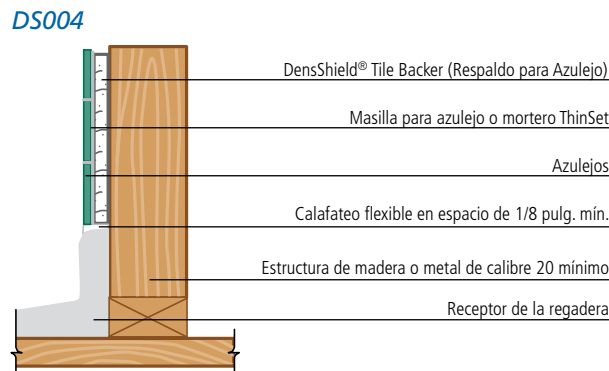 DS004
DensShield® Tile Backer (Respaldo para Azulejo)
Masilla para azulejo o mortero ThinSet
Azulejos
Calafateo flexible en espacio de 1/8 pulg. mín.
Estructura de madera o metal de calibre 20 mínimo
Receptor de la regadera